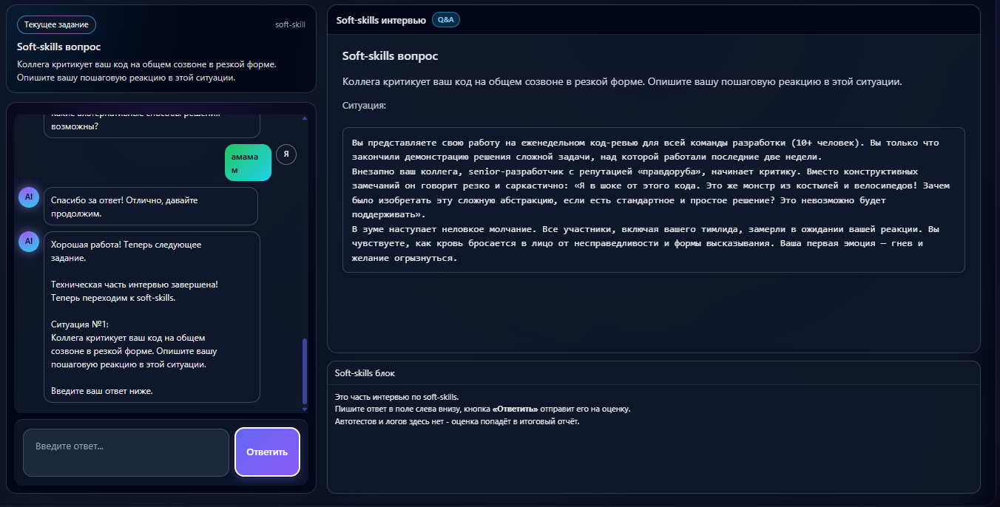 Текущее задание
soft-skill
Soft-skills вопрос
Коллега критикует ваш код на общем созвоне в резкой форме.
Опишите вашу пошаговую реакцию в этой ситуации.
возможны?
амама
м
Я
AI
Спасибо за ответ! Отлично, давайте
продолжим.
AI
Хорошая работа! Теперь следующее
задание.
Техническая часть интервью завершена!
Теперь переходим к soft-skills.
Ситуация №1:
Коллега критикует ваш код на общем
созвоне в резкой форме. Опишите вашу
пошаговую реакцию в этой ситуации.
Введите ваш ответ ниже.
Введите ответ...
Ответить
Soft-skills интервью
Q&A
Soft-skills вопрос
Коллега критикует ваш код на общем созвоне в резкой форме. Опишите вашу пошаговую реакцию в этой ситуации.
Ситуация:
Вы представляете свою работу на еженедельном код-ревью для всей команды разработки (10+ человек). Вы только что
закончили демонстрацию решения сложной задачи, над которой работали последние две недели.
Внезапно ваш коллега, senior-разработчик с репутацией «правдоруба», начинает критику. Вместо конструктивных
замечаний он говорит резко и саркастично: «Я в шоке от этого кода. Это же монстр из костылей и велосипедов! Зачем
было изобретать эту сложную абстракцию, если есть стандартное и простое решение? Это невозможно будет
поддерживать».
В зуме наступает неловкое молчание. Все участники, включая вашего тимлида, замерли в ожидании вашей реакции. Вы
чувствуете, как кровь бросается в лицо от несправедливости и формы высказывания. Ваша первая эмоция — гнев и
желание огрызнуться.
Soft-skills блок
Это часть интервью по soft-skills.
Пишите ответ в поле слева внизу, кнопка «Ответить» отправит его на оценку.
Автотестов и логов здесь нет - оценка попадёт в итоговый отчёт.